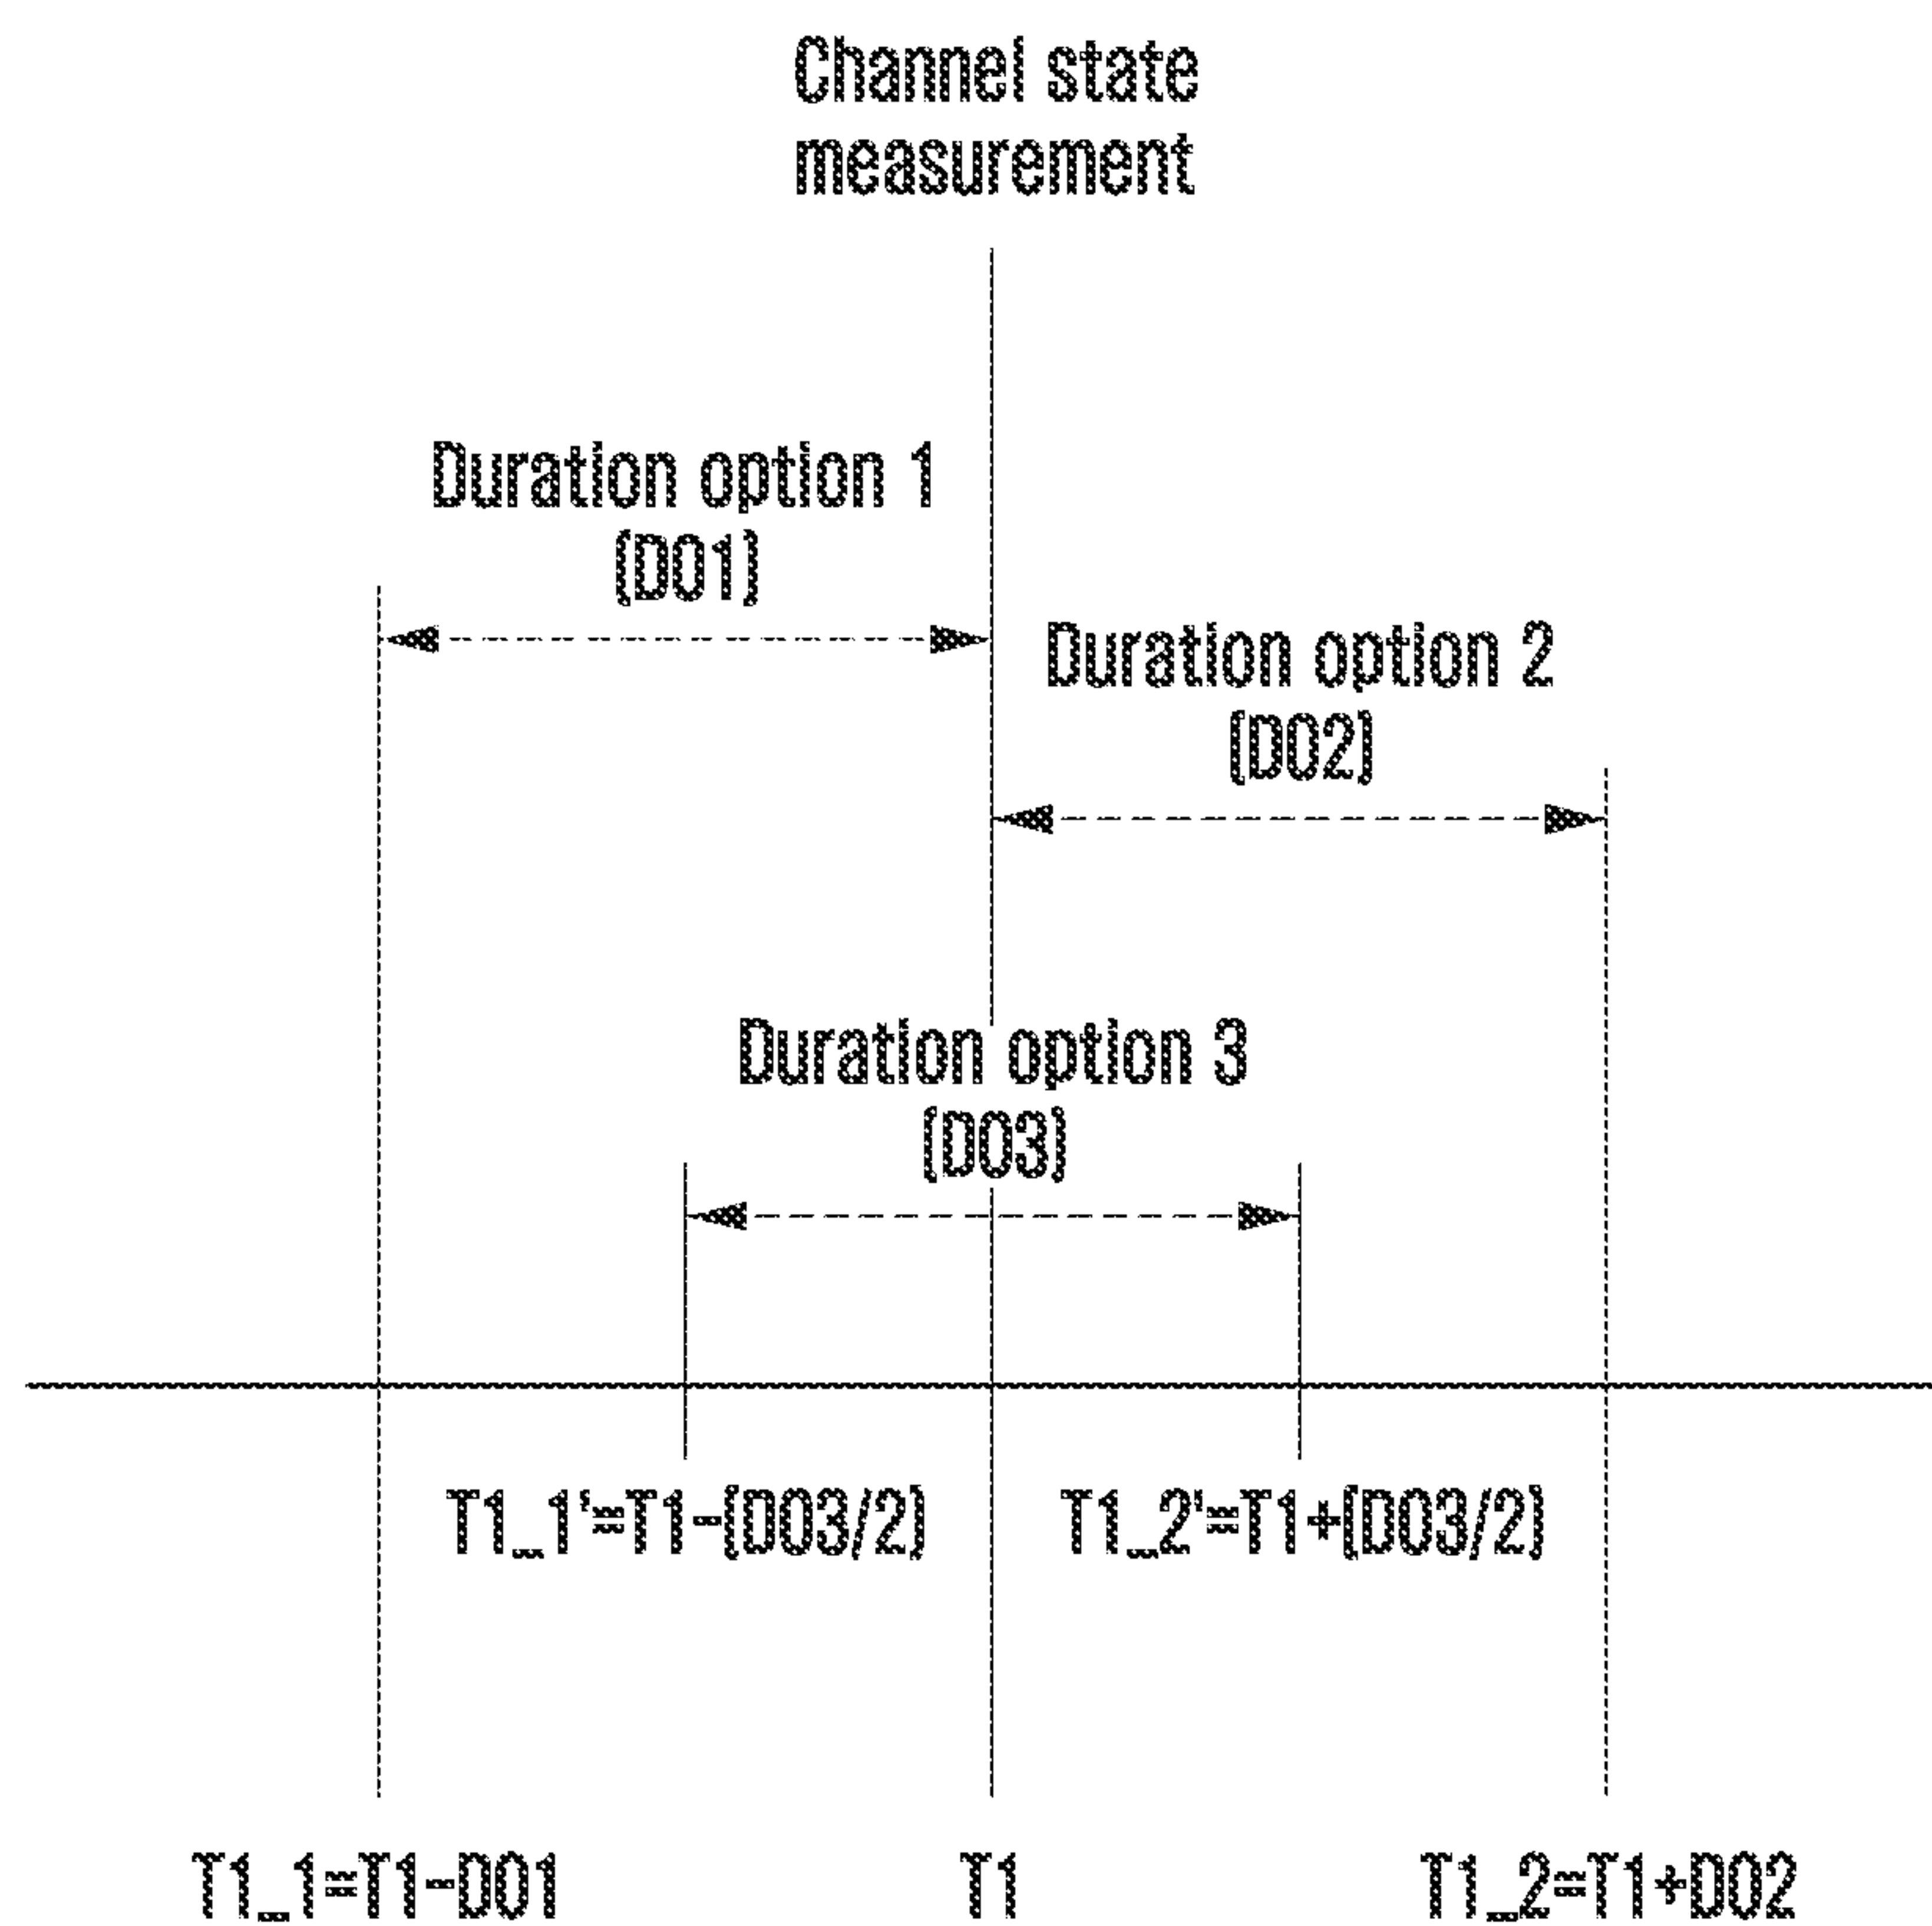 Channel state
measurement
Duration option 1
(DO1)
Duration option 2
(DO2)
Duration option 3
(DO3)
T1_1'=T1-(DO3/2)
T1_2'=T1+(DO3/2)
T1_1=T1-DO1
T1
T1_2=T1+DO2